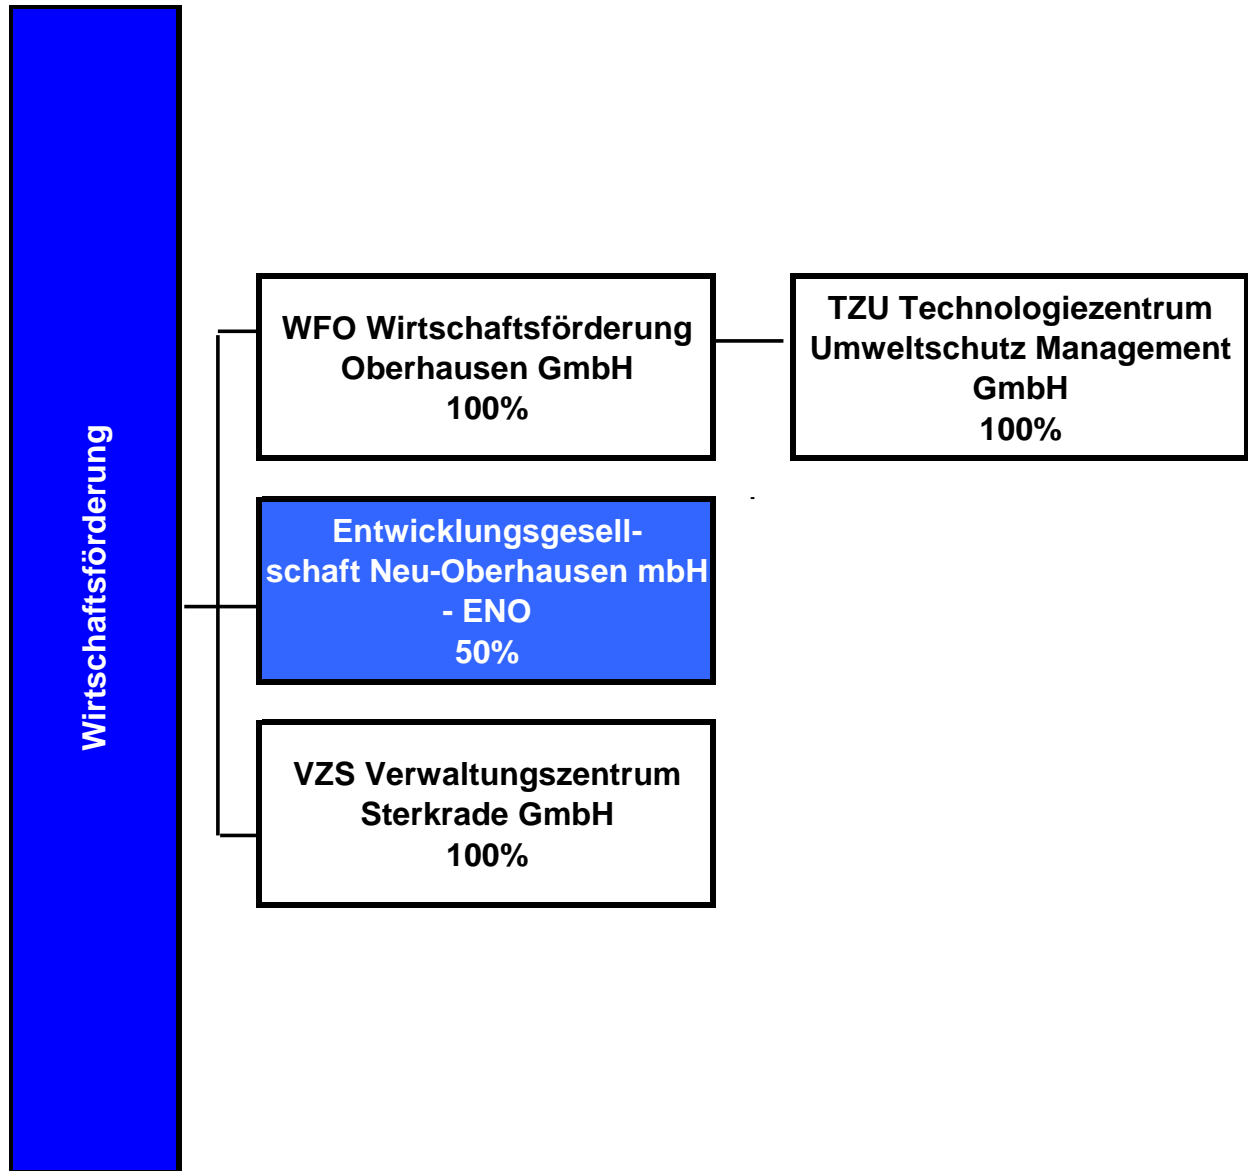 Wirtschaftsförderung
WFO Wirtschaftsförderung
Oberhausen GmbH
100%
TZU Technologiezentrum
Umweltschutz Management
GmbH
100%
Entwicklungsgesell-
schaft Neu-Oberhausen mbH
- ENO
50%
VZS Verwaltungszentrum
Sterkrade GmbH
100%